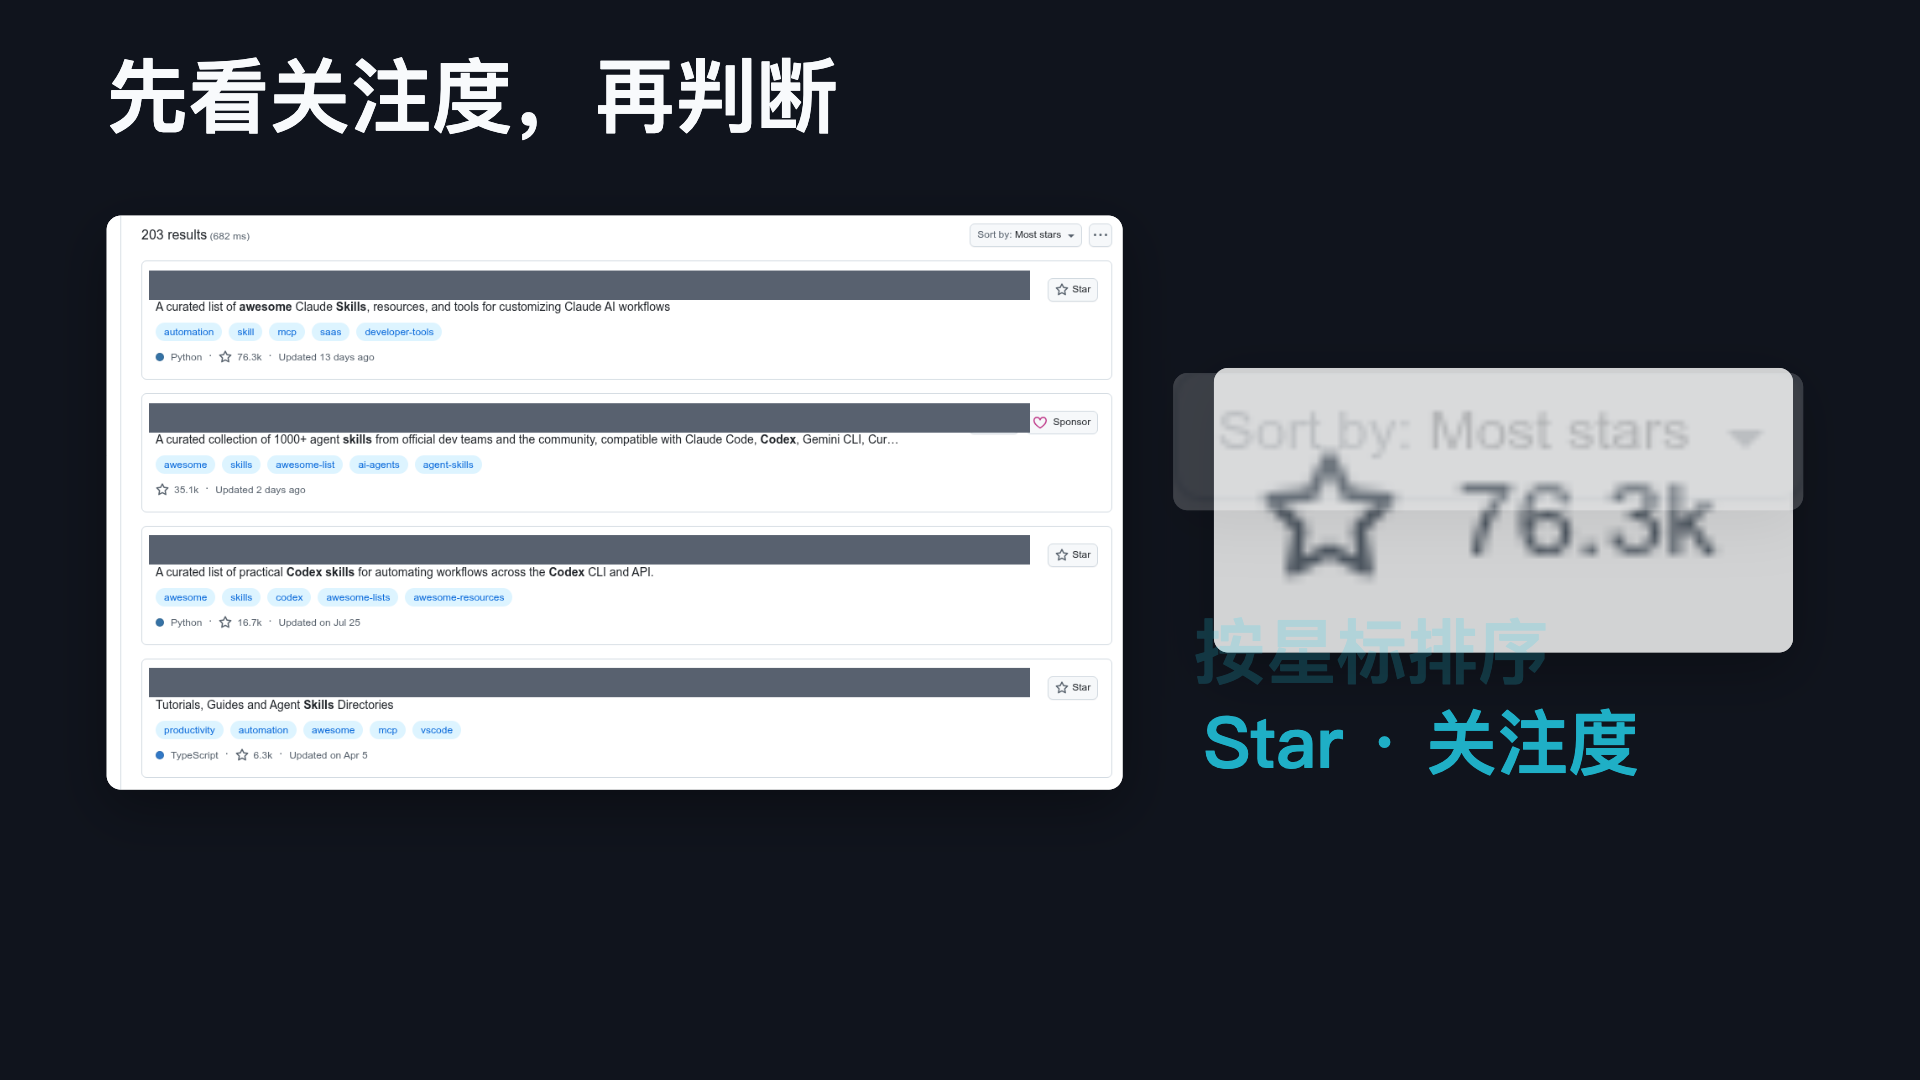 先看关注度，再判断
203 results (682 ms)
Sort by: Most stars
A curated list of awesome Claude Skills, resources, and tools for customizing Claude AI workflows
Star
automation skill mcp saas developer-tools
Python · 76.3k · Updated 13 days ago
Sponsor
A curated collection of 1000+ agent skills from official dev teams and the community, compatible with Claude Code, Codex, Gemini CLI, Cur…
awesome skills awesome-list ai-agents agent-skills
35.1k · Updated 2 days ago
Star
A curated list of practical Codex skills for automating workflows across the Codex CLI and API.
awesome skills codex awesome-lists awesome-resources
Python · 16.7k · Updated on Jul 25
Star
Tutorials, Guides and Agent Skills Directories
productivity automation awesome mcp vscode
TypeScript · 6.3k · Updated on Apr 5
Sort by: Most stars
76.3k
按星标排序
Star · 关注度